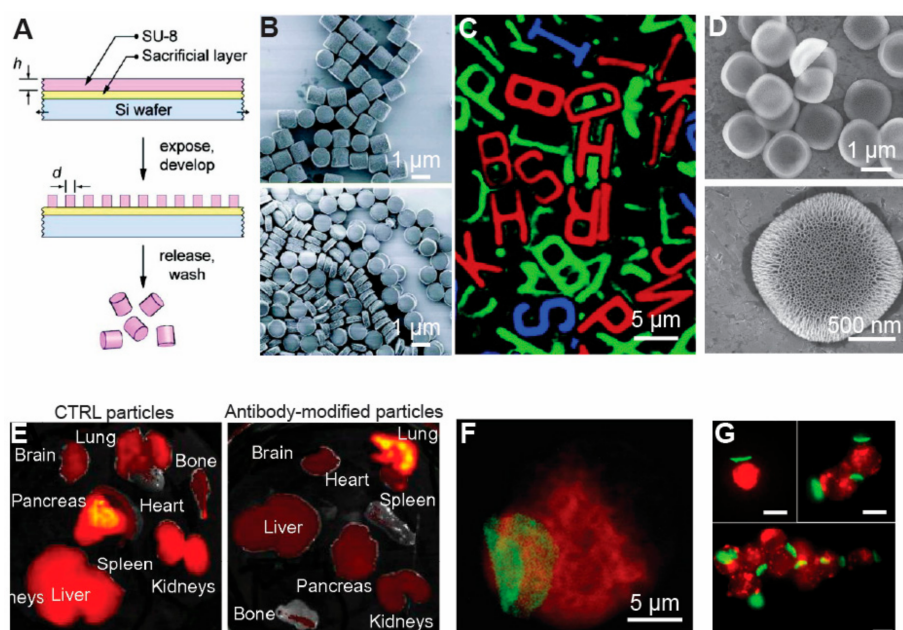 A
SU-8
Sacrificial layer
h
Si wafer
expose,
develop
d
release,
wash
B
1 μm
1 μm
C
5 μm
D
1 μm
500 nm
E
CTRL particles
Lung
Brain
Bone
Pancreas
Heart
Spleen
Kidneys
neys
Liver
Antibody-modified particles
Lung
Brain
Heart
Spleen
Liver
Pancreas
Bone
Kidneys
F
5 μm
G